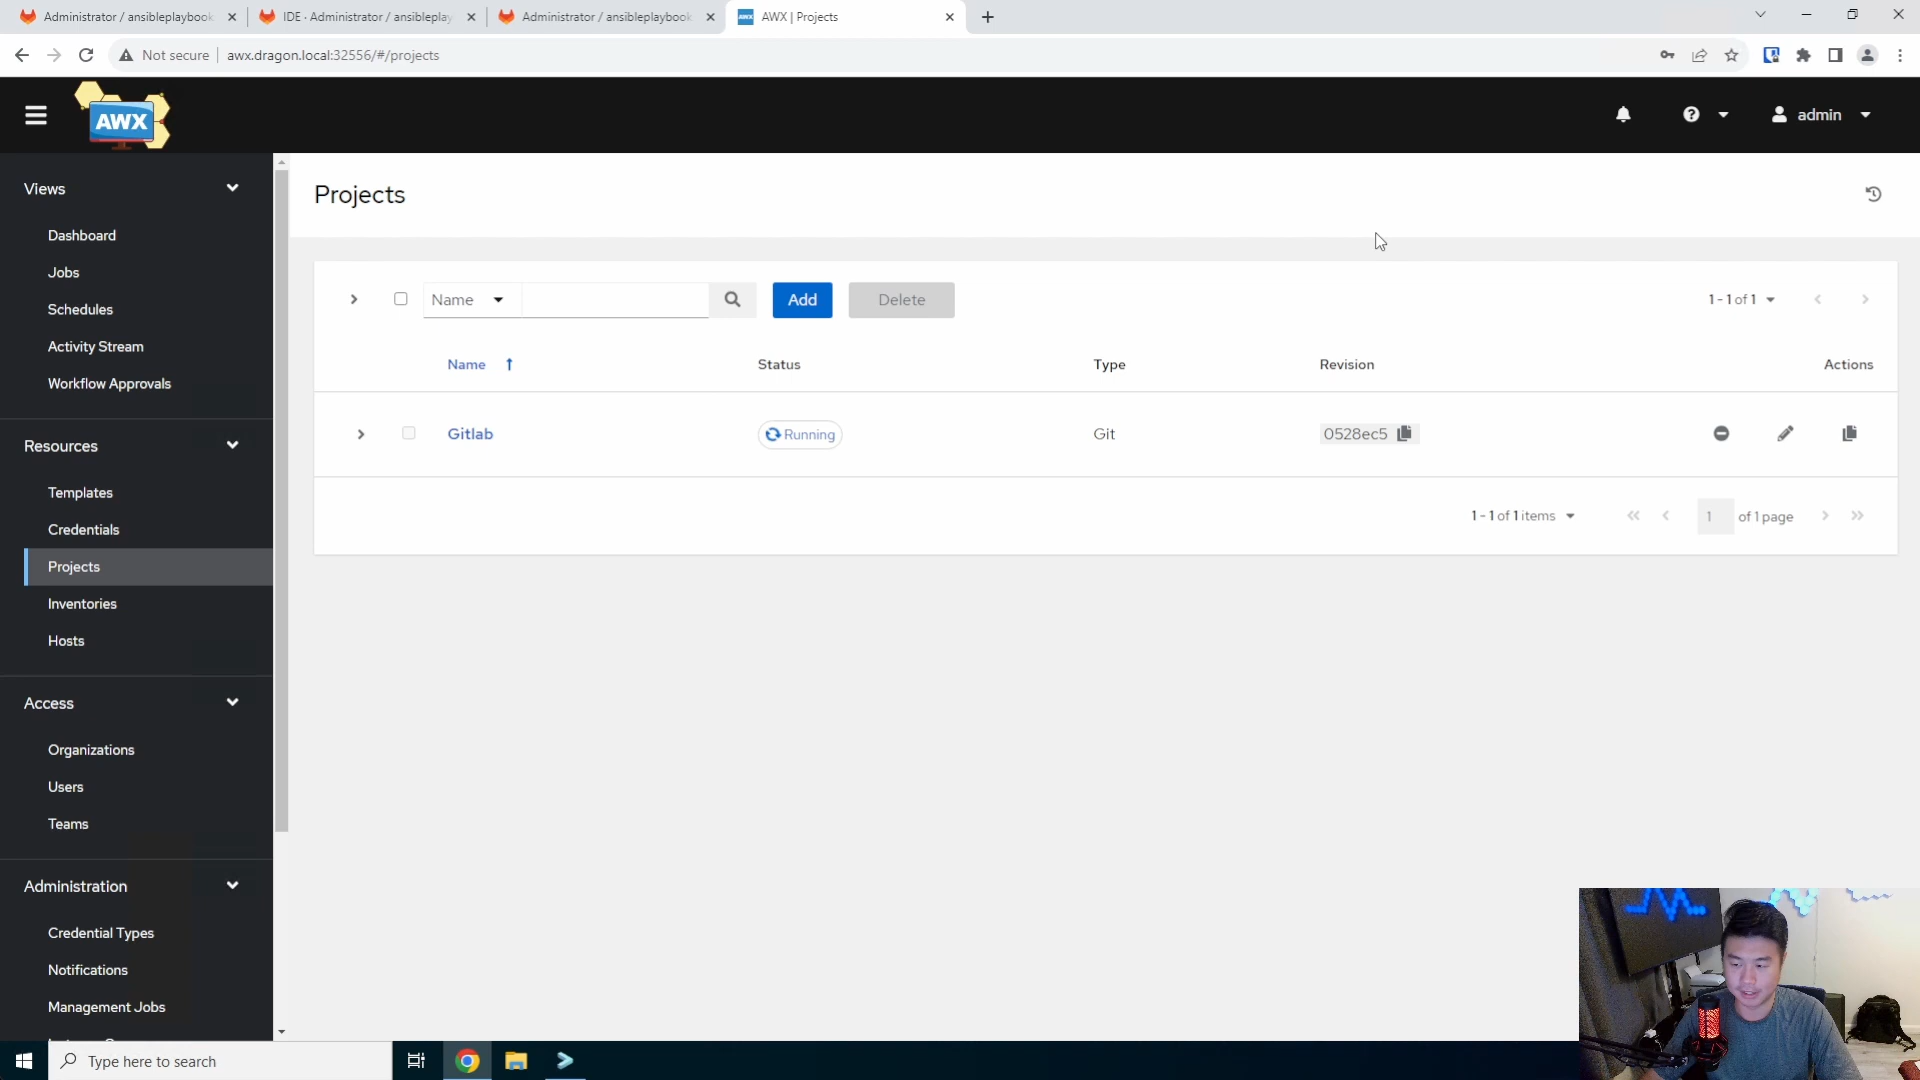 Administrator / ansibleplaybook
IDE · Administrator / ansibleplay
Administrator / ansibleplaybook
AWX | Projects
Not secure
awx.dragon.local:32556/#/projects
AWX
admin
Views
Dashboard
Jobs
Schedules
Activity Stream
Workflow Approvals
Resources
Templates
Credentials
Projects
Inventories
Hosts
Access
Organizations
Users
Teams
Administration
Credential Types
Notifications
Management Jobs
Projects
Name
Add
Delete
1 - 1 of 1
Name
Status
Type
Revision
Actions
Gitlab
Running
Git
0528ec5
1 - 1 of 1 items
1
of 1 page
Type here to search